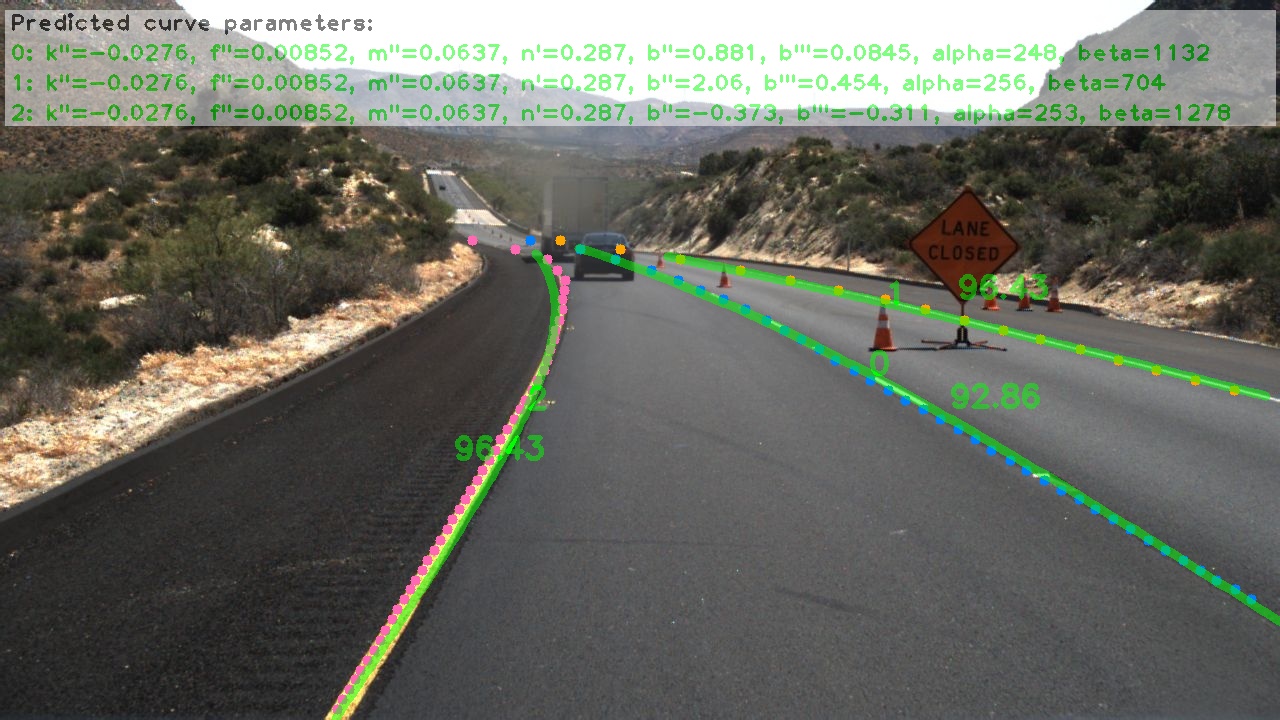 Predicted curve parameters:
0: k''=-0.0276, f''=0.00852, m''=0.0637, n'=0.287, b''=0.881, b'''=0.0845, alpha=248, beta=1132
1: k''=-0.0276, f''=0.00852, m''=0.0637, n'=0.287, b''=2.06, b'''=0.454, alpha=256, beta=704
2: k''=-0.0276, f''=0.00852, m''=0.0637, n'=0.287, b''=-0.373, b'''=-0.311, alpha=253, beta=1278
LANE
CLOSED
1 96.43
0
92.86
2
96.43